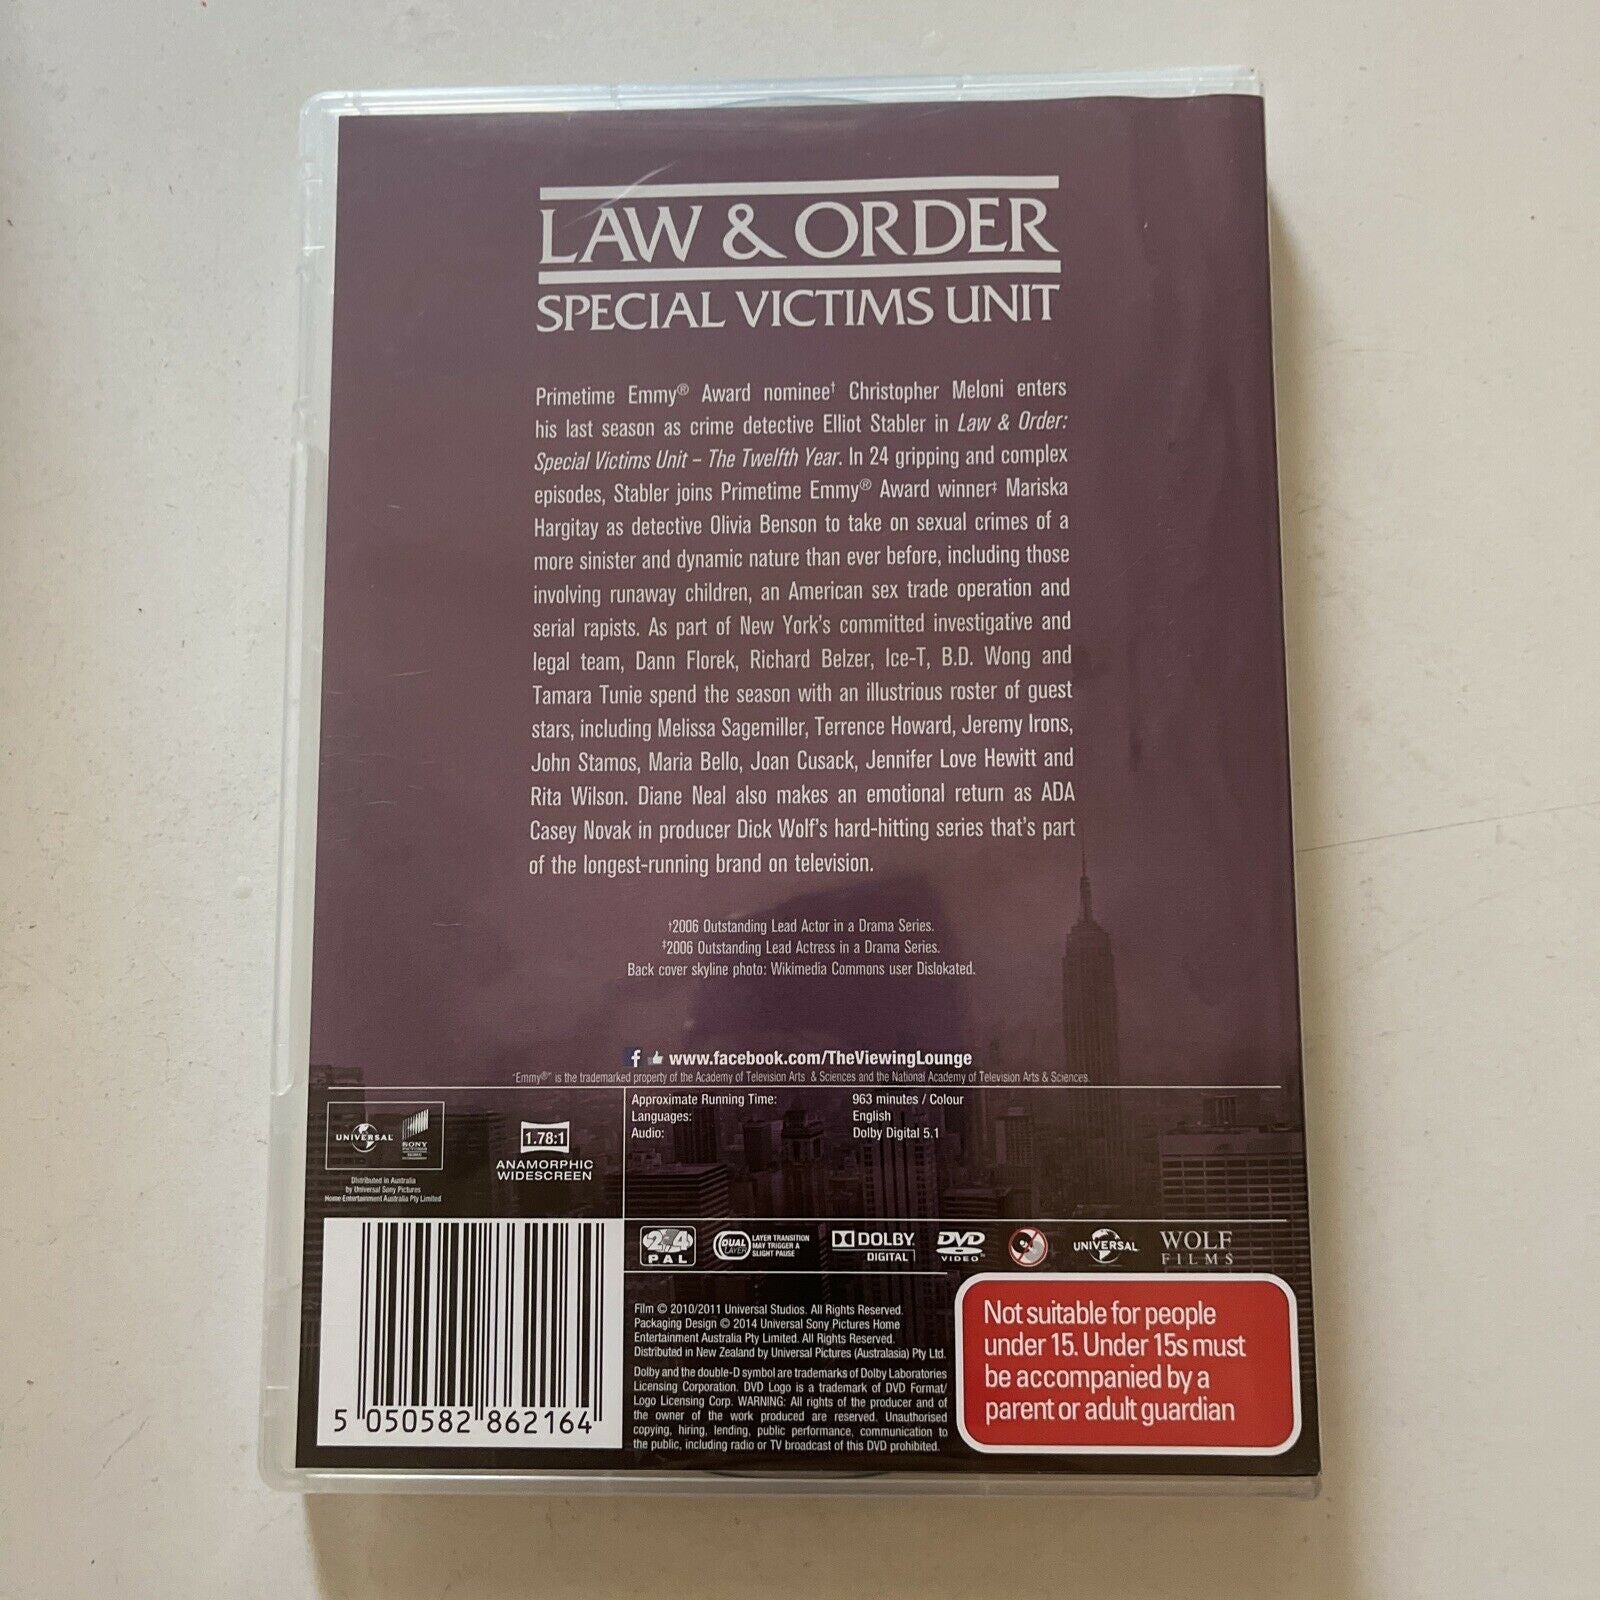 LAW & ORDER
SPECIAL VICTIMS UNIT
Primetime Emmy® Award nominee† Christopher Meloni enters
his last season as crime detective Elliot Stabler in Law & Order:
Special Victims Unit – The Twelfth Year. In 24 gripping and complex
episodes, Stabler joins Primetime Emmy® Award winner‡ Mariska
Hargitay as detective Olivia Benson to take on sexual crimes of a
more sinister and dynamic nature than ever before, including those
involving runaway children, an American sex trade operation and
serial rapists. As part of New York's committed investigative and
legal team, Dann Florek, Richard Belzer, Ice-T, B.D. Wong and
Tamara Tunie spend the season with an illustrious roster of guest
stars, including Melissa Sagemiller, Terrence Howard, Jeremy Irons,
John Stamos, Maria Bello, Joan Cusack, Jennifer Love Hewitt and
Rita Wilson. Diane Neal also makes an emotional return as ADA
Casey Novak in producer Dick Wolf's hard-hitting series that's part
of the longest-running brand on television.
†2006 Outstanding Lead Actor in a Drama Series.
‡2006 Outstanding Lead Actress in a Drama Series.
Back cover skyline photo: Wikimedia Commons user Dislokated.
f www.facebook.com/TheViewingLounge
"Emmy®" is the trademarked property of the Academy of Television Arts & Sciences and the National Academy of Television Arts & Sciences.
UNIVERSAL
SONY
PICTURES
Distributed in Australia
by Universal Sony Pictures
Home Entertainment Australia Pty Limited
1.78:1
ANAMORPHIC
WIDESCREEN
Approximate Running Time: 963 minutes / Colour
Languages: English
Audio: Dolby Digital 5.1
2 4
PAL
DUAL LAYER
LAYER TRANSITION
MAY TRIGGER A
SLIGHT PAUSE
DOLBY
DIGITAL
DVD
VIDEO
UNIVERSAL
WOLF
FILMS
5 050582 862164
Film © 2010/2011 Universal Studios. All Rights Reserved.
Packaging Design © 2014 Universal Sony Pictures Home
Entertainment Australia Pty Limited. All Rights Reserved.
Distributed in New Zealand by Universal Pictures (Australasia) Pty Ltd.
Dolby and the double-D symbol are trademarks of Dolby Laboratories
Licensing Corporation. DVD Logo is a trademark of DVD Format/
Logo Licensing Corp. WARNING: All rights of the producer and of
the owner of the work produced are reserved. Unauthorised
copying, hiring, lending, public performance, communication to
the public, including radio or TV broadcast of this DVD prohibited.
Not suitable for people
under 15. Under 15s must
be accompanied by a
parent or adult guardian